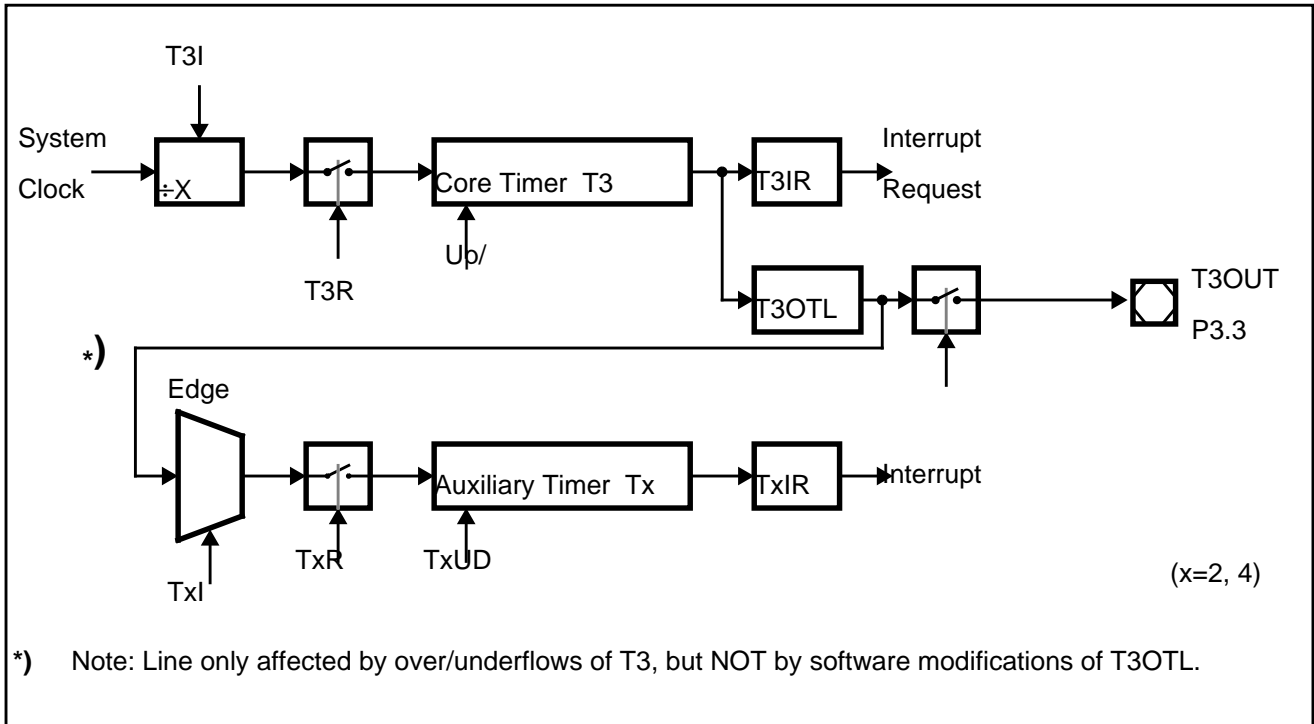 T3I
System
Clock
÷X
T3R
Core Timer T3
Up/
T3IR
Interrupt
Request
T3OTL
T3OUT
P3.3
*)
Edge
TxI
TxR
Auxiliary Timer Tx
TxUD
TxIR
Interrupt
(x=2, 4)
*) Note: Line only affected by over/underflows of T3, but NOT by software modifications of T3OTL.